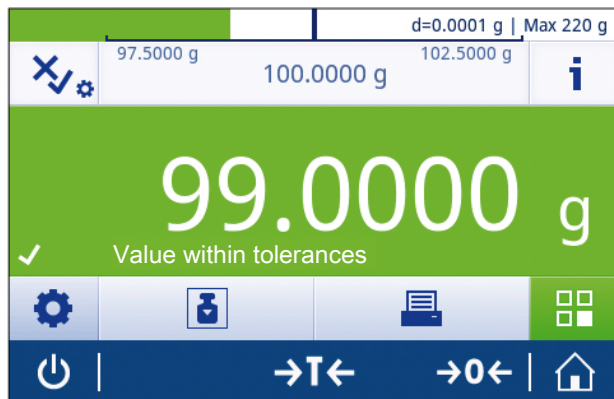 d=0.0001 g | Max 220 g
97.5000 g
100.0000 g
102.5000 g
i
99.0000 g
Value within tolerances
→T←
→0←